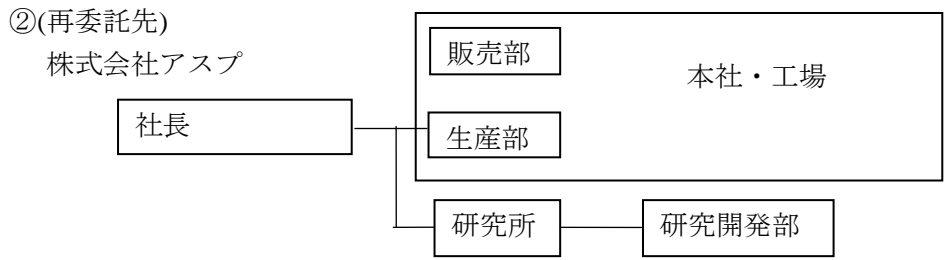 ②(再委託先)
株式会社アスプ
販売部
本社・工場
社長
生産部
研究所
研究開発部